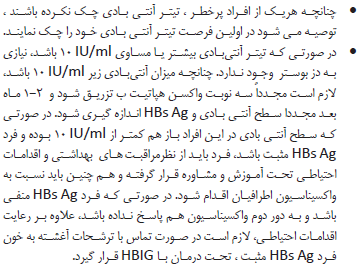 • چنانچه هریک از افراد پرخطر، تیتر آنتی بادی چک نکرده باشند،
توصیه می شود در اولین فرصت تیتر آنتی بادی خود را چک نمایند.
• در صورتی که تیتر آنتی‌بادی بیشتر یا مساوی ۱۰ IU/ml باشد، نیازی
به دز بوستر وجود ندارد. چنانچه میزان آنتی‌بادی زیر ۱۰ IU/ml باشد،
لازم است مجدداً سه نوبت واکسن هپاتیت ب تزریق شود و ۲-۱ ماه
بعد مجددا سطح آنتی بادی و HBs Ag اندازه گیری شود. در صورتی
که سطح آنتی بادی در این افراد باز هم کمتر از ۱۰ IU/ml بوده و فرد
HBs Ag مثبت باشد، فرد باید از نظرمراقبت های بهداشتی و اقدامات
احتیاطی تحت آموزش و مشاوره قرار گرفته و هم چنین باید نسبت به
واکسیناسیون اطرافیان اقدام شود. در صورتی که فرد HBs Ag منفی
باشد و به دور دوم واکسیناسیون هم پاسخ نداده باشد، علاوه بر رعایت
اقدامات احتیاطی، لازم است در صورت تماس با ترشحات آغشته به خون
فرد HBs Ag مثبت، تحت درمان با HBIG قرار گیرد.